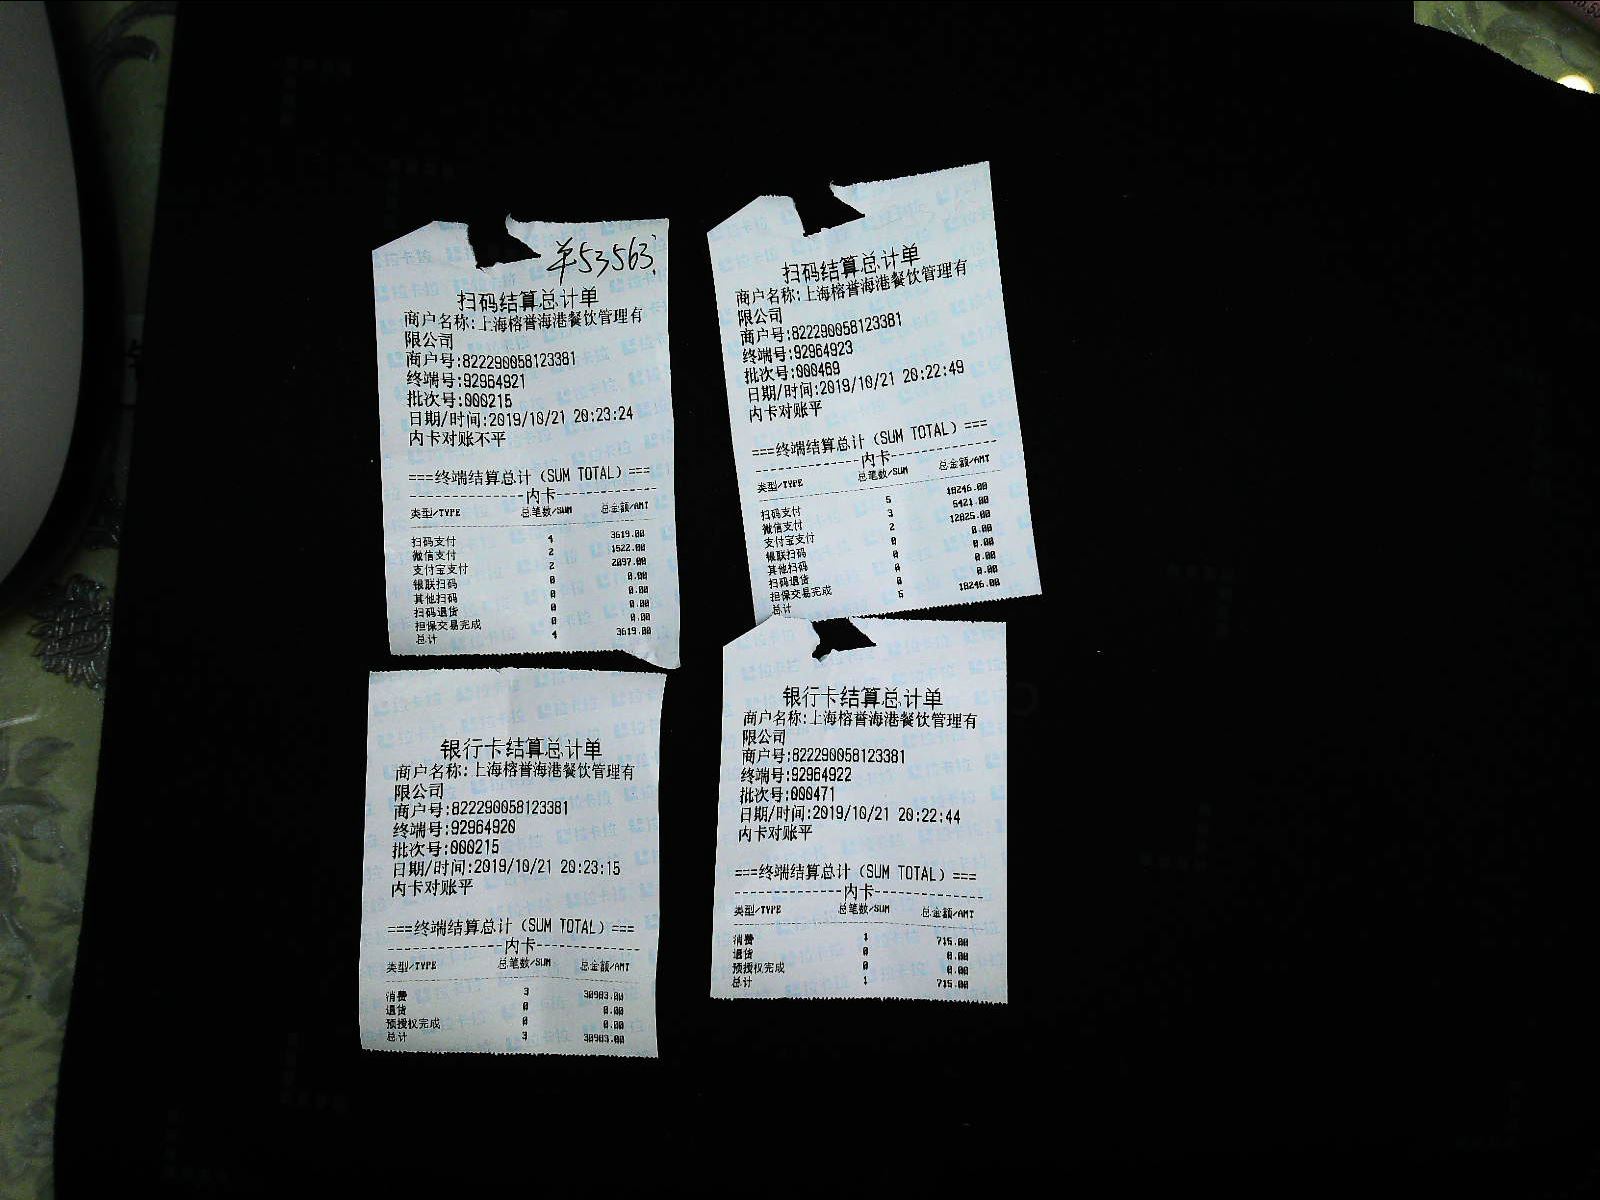 ¥53563.
扫码结算总计单
商户名称:上海榕誉海港餐饮管理有
限公司
商户号:822290058123381
终端号:92964921
批次号:000215
日期/时间:2019/10/21 20:23:24
内卡对账不平
===终端结算总计(SUM TOTAL)===
----------------内卡----------------
类型/TYPE 总笔数/SUM 总金额/AMT
扫码支付 4 3619.00
微信支付 2 1522.00
支付宝支付 2 2097.00
银联扫码 0 0.00
其他扫码 0 0.00
扫码退货 0 0.00
担保交易完成 0 0.00
总计 4 3619.00
扫码结算总计单
商户名称:上海榕誉海港餐饮管理有
限公司
商户号:822290058123381
终端号:92964923
批次号:000469
日期/时间:2019/10/21 20:22:49
内卡对账平
===终端结算总计(SUM TOTAL)===
----------------内卡----------------
类型/TYPE 总笔数/SUM 总金额/AMT
扫码支付 5 18246.00
微信支付 3 5421.00
支付宝支付 2 12825.00
银联扫码 0 0.00
其他扫码 0 0.00
扫码退货 0 0.00
担保交易完成 0 0.00
总计 5 18246.00
银行卡结算总计单
商户名称:上海榕誉海港餐饮管理有
限公司
商户号:822290058123381
终端号:92964920
批次号:000215
日期/时间:2019/10/21 20:23:15
内卡对账平
===终端结算总计(SUM TOTAL)===
----------------内卡----------------
类型/TYPE 总笔数/SUM 总金额/AMT
消费 3 30983.00
退货 0 0.00
预授权完成 0 0.00
总计 3 30983.00
银行卡结算总计单
商户名称:上海榕誉海港餐饮管理有
限公司
商户号:822290058123381
终端号:92964922
批次号:000471
日期/时间:2019/10/21 20:22:44
内卡对账平
===终端结算总计(SUM TOTAL)===
----------------内卡----------------
类型/TYPE 总笔数/SUM 总金额/AMT
消费 1 715.00
退货 0 0.00
预授权完成 0 0.00
总计 1 715.00